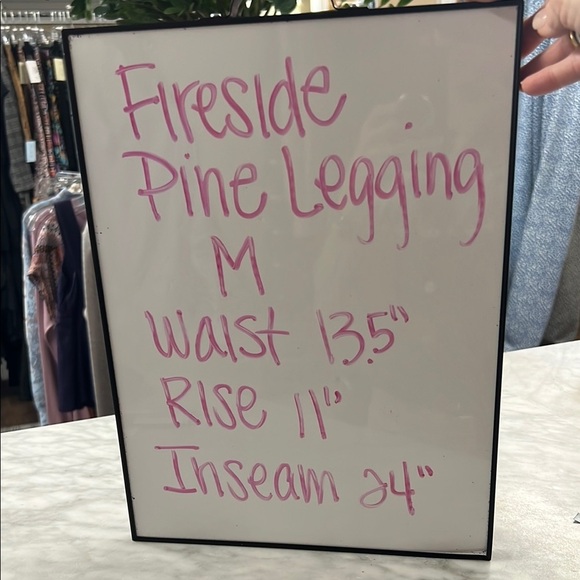 Fireside
Pine Legging
M
Waist 13.5"
Rise 11"
Inseam 24"